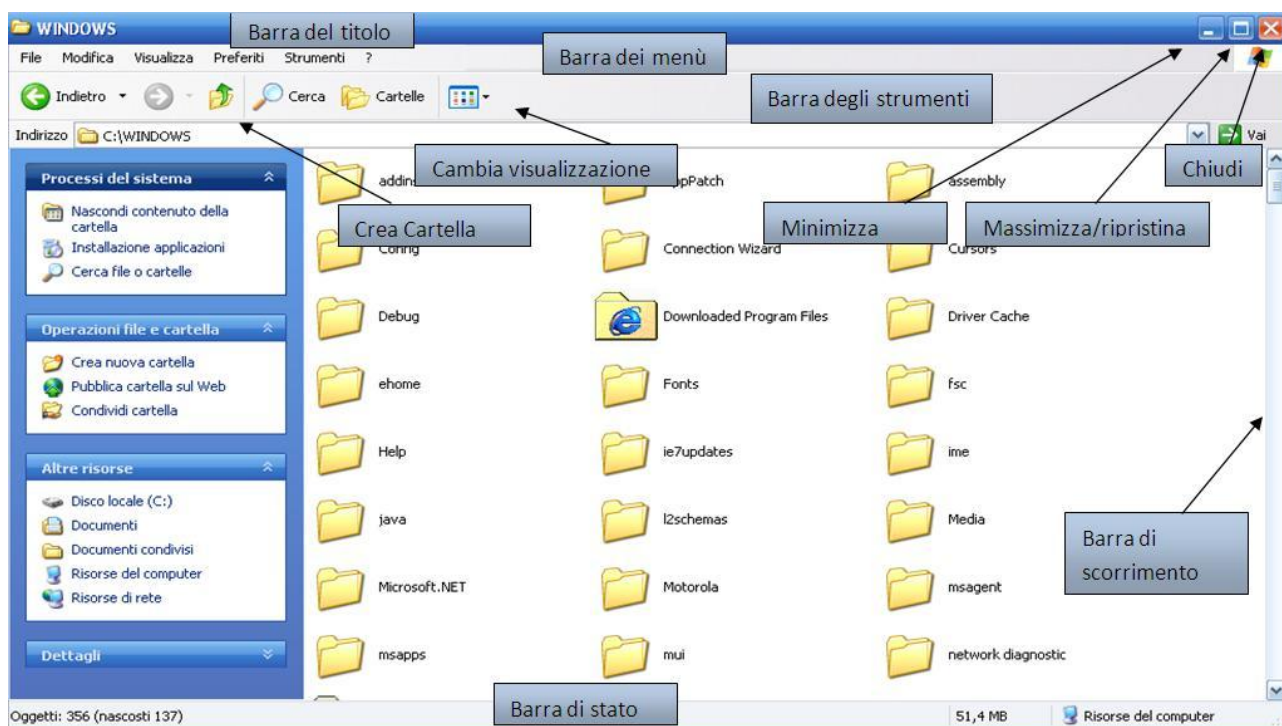 WINDOWS
Barra del titolo
File Modifica Visualizza Preferiti Strumenti ?
Barra dei menù
Indietro Cerca Cartelle
Barra degli strumenti
Indirizzo C:\WINDOWS Vai
Cambia visualizzazione
Chiudi
Crea Cartella
Minimizza
Massimizza/ripristina
Processi del sistema
Nascondi contenuto della
cartella
Installazione applicazioni
Cerca file o cartelle
Operazioni file e cartella
Crea nuova cartella
Pubblica cartella sul Web
Condividi cartella
Altre risorse
Disco locale (C:)
Documenti
Documenti condivisi
Risorse del computer
Risorse di rete
Dettagli
assembly
Config Connection Wizard Cursors
Debug Downloaded Program Files Driver Cache
ehome Fonts fsc
Help ie7updates ime
java l2schemas Media
Barra di
scorrimento
Microsoft.NET Motorola msagent
msapps mui network diagnostic
Barra di stato
Oggetti: 356 (nascosti 137) 51,4 MB Risorse del computer